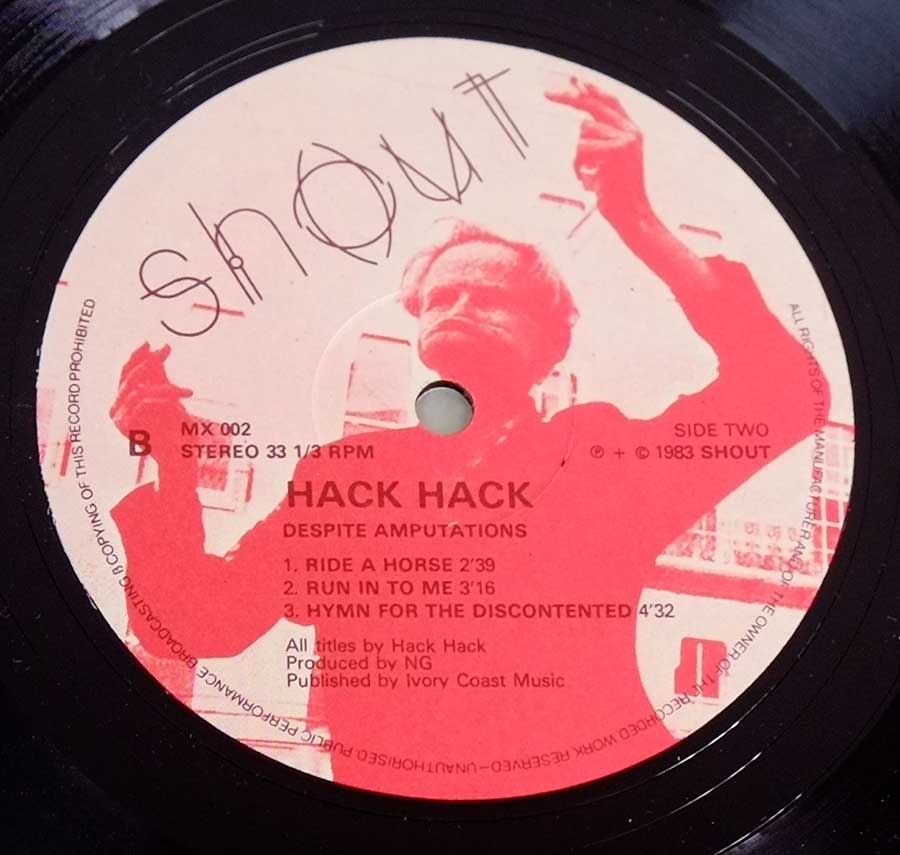 shout
B
MX 002
STEREO 33 1/3 RPM
SIDE TWO
℗ + © 1983 SHOUT
HACK HACK
DESPITE AMPUTATIONS
1. RIDE A HORSE 2'39
2. RUN IN TO ME 3'16
3. HYMN FOR THE DISCONTENTED 4'32
All titles by Hack Hack
Produced by NG
Published by Ivory Coast Music
ALL RIGHTS OF THE MANUFACTURER AND OF THE OWNER OF THE RECORDED WORK RESERVED—UNAUTHORISED PUBLIC PERFORMANCE BROADCASTING & COPYING OF THIS RECORD PROHIBITED